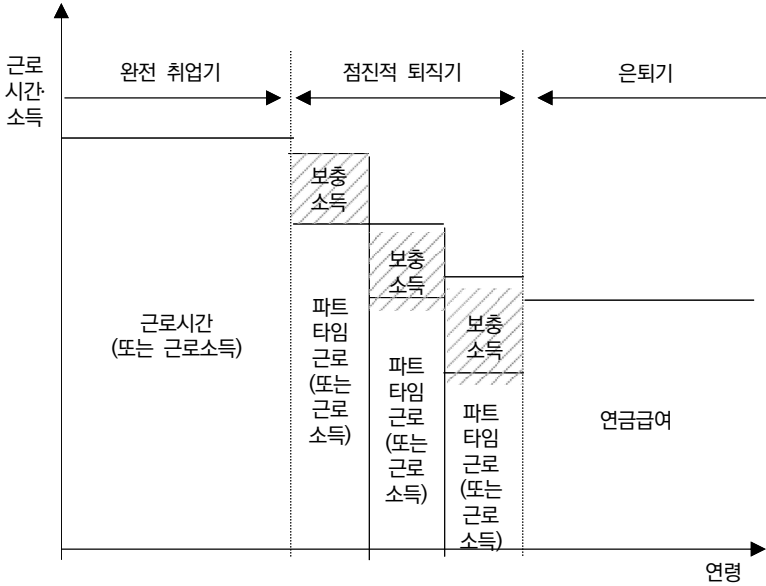 근로
시간·
소득
완전 취업기
점진적 퇴직기
은퇴기
보충
소득
보충
소득
보충
소득
근로시간
(또는 근로소득)
파트
타임
근로
(또는
근로
소득)
파트
타임
근로
(또는
근로
소득)
파트
타임
근로
(또는
근로
소득)
연금급여
연령